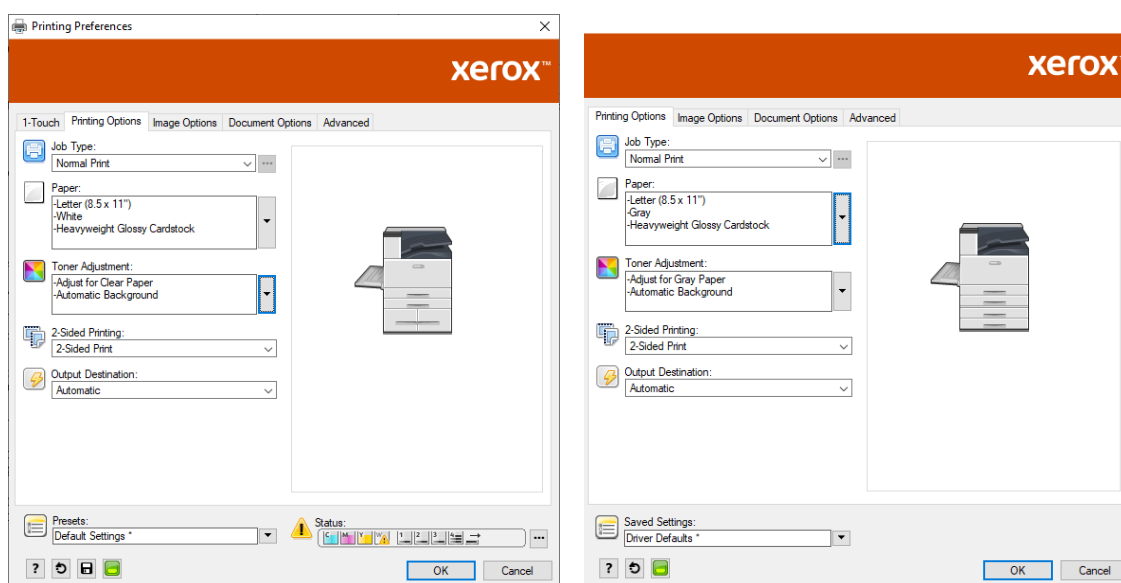 Printing Preferences
xerox™
1-Touch Printing Options Image Options Document Options Advanced
Job Type:
Normal Print
Paper:
-Letter (8.5 x 11")
-White
-Heavyweight Glossy Cardstock
Toner Adjustment:
-Adjust for Clear Paper
-Automatic Background
2-Sided Printing:
2-Sided Print
Output Destination:
Automatic
Presets:
Default Settings *
Status:
C M Y W 1 2 3 4
?
OK Cancel
xerox
Printing Options Image Options Document Options Advanced
Job Type:
Normal Print
Paper:
-Letter (8.5 x 11")
-Gray
-Heavyweight Glossy Cardstock
Toner Adjustment:
-Adjust for Gray Paper
-Automatic Background
2-Sided Printing:
2-Sided Print
Output Destination:
Automatic
Saved Settings:
Driver Defaults *
?
OK Cancel